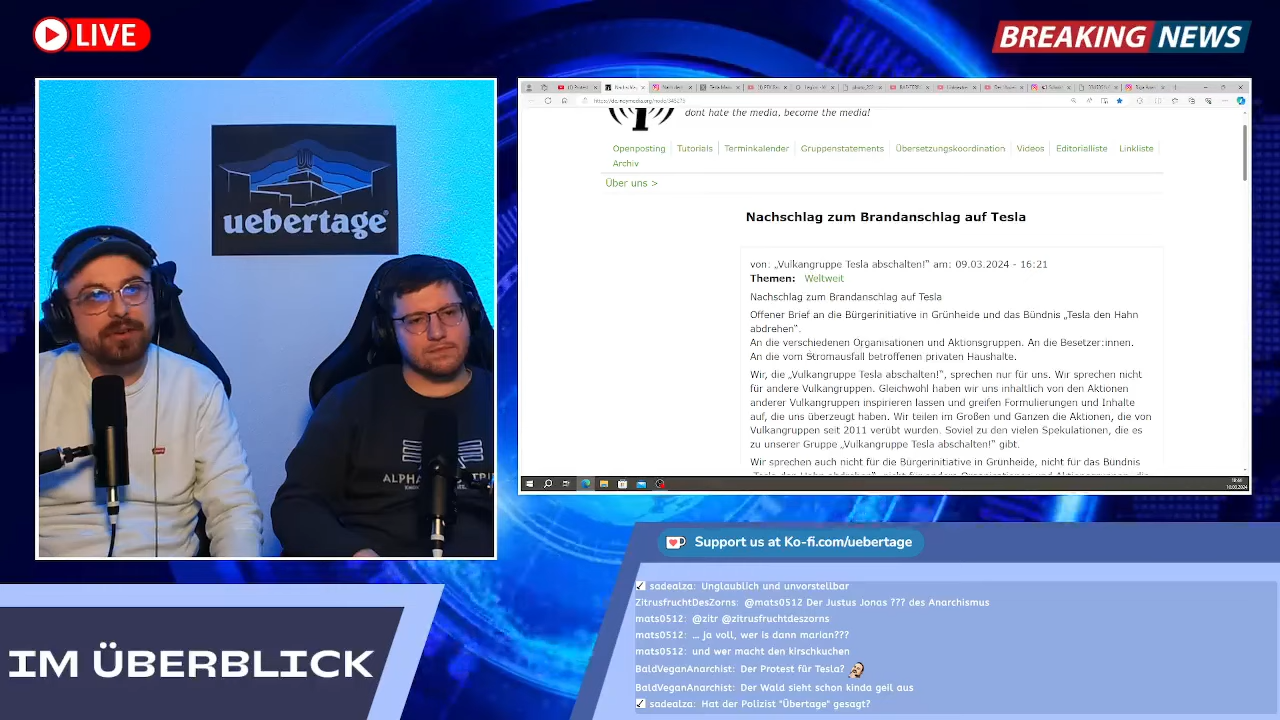 LIVE
BREAKING NEWS
uebertage
ALPHA
dont hate the media, become the media!
Openposting Tutorials Terminkalender Gruppenstatements Übersetzungskoordination Videos Editorialliste Linkliste
Archiv
Über uns >
Nachschlag zum Brandanschlag auf Tesla
von: „Vulkangruppe Tesla abschalten!“ am: 09.03.2024 - 16:21
Themen: Weltweit
Nachschlag zum Brandanschlag auf Tesla
Offener Brief an die Bürgerinitiative in Grünheide und das Bündnis „Tesla den Hahn
abdrehen“.
An die verschiedenen Organisationen und Aktionsgruppen. An die Besetzer:innen.
An die vom Stromausfall betroffenen privaten Haushalte.
Wir, die „Vulkangruppe Tesla abschalten!“, sprechen nur für uns. Wir sprechen nicht
für andere Vulkangruppen. Gleichwohl haben wir uns inhaltlich von den Aktionen
anderer Vulkangruppen inspirieren lassen und greifen Formulierungen und Inhalte
auf, die uns überzeugt haben. Wir teilen im Großen und Ganzen die Aktionen, die von
Vulkangruppen seit 2011 verübt wurden. Soviel zu den vielen Spekulationen, die es
zu unserer Gruppe „Vulkangruppe Tesla abschalten!“ gibt.
Wir sprechen auch nicht für die Bürgerinitiative in Grünheide, nicht für das Bündnis
Support us at Ko-fi.com/uebertage
sadealza: Unglaublich und unvorstellbar
ZitrusfruchtDesZorns: @mats0512 Der Justus Jonas ??? des Anarchismus
mats0512: @zitr @zitrusfruchtdeszorns
mats0512: ... ja voll, wer is dann marian???
mats0512: und wer macht den kirschkuchen
BaldVeganAnarchist: Der Protest für Tesla?
BaldVeganAnarchist: Der Wald sieht schon kinda geil aus
sadealza: Hat der Polizist "Übertage" gesagt?
IM ÜBERBLICK